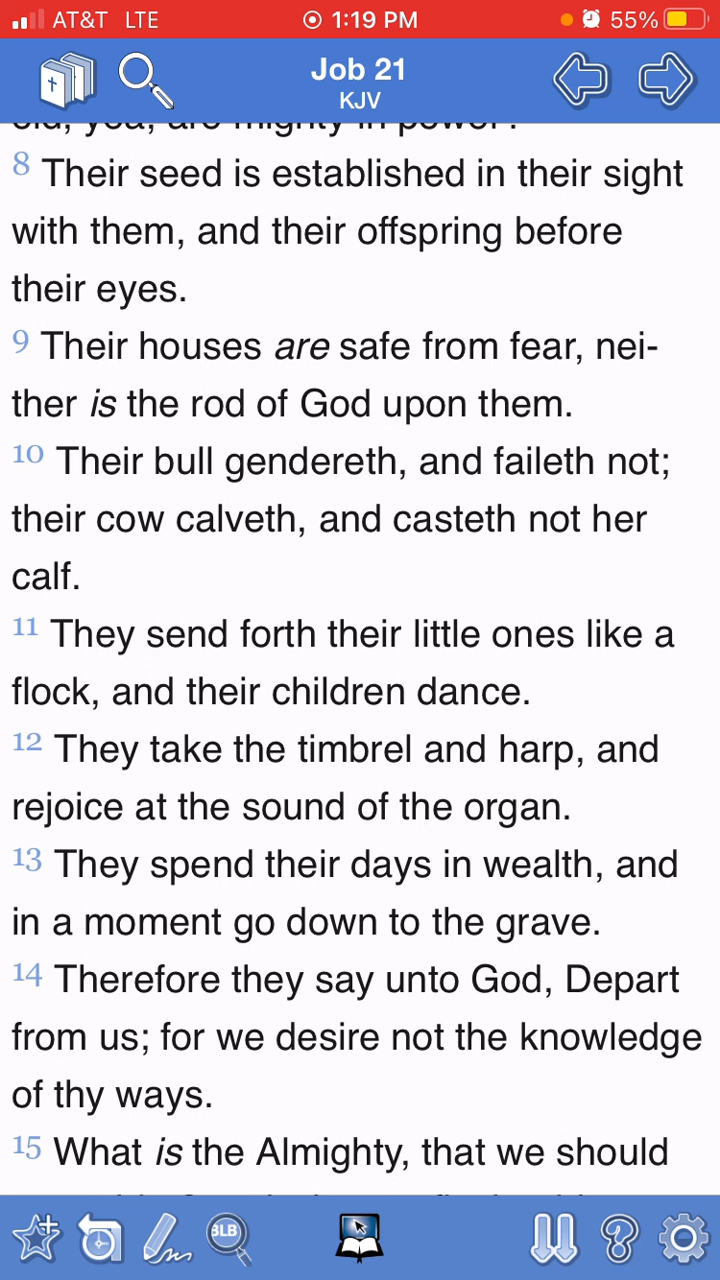 AT&T LTE 1:19 PM 55%
Job 21
KJV
old, yea, are mighty in power?
8 Their seed is established in their sight
with them, and their offspring before
their eyes.
9 Their houses are safe from fear, nei-
ther is the rod of God upon them.
10 Their bull gendereth, and faileth not;
their cow calveth, and casteth not her
calf.
11 They send forth their little ones like a
flock, and their children dance.
12 They take the timbrel and harp, and
rejoice at the sound of the organ.
13 They spend their days in wealth, and
in a moment go down to the grave.
14 Therefore they say unto God, Depart
from us; for we desire not the knowledge
of thy ways.
15 What is the Almighty, that we should
BLB